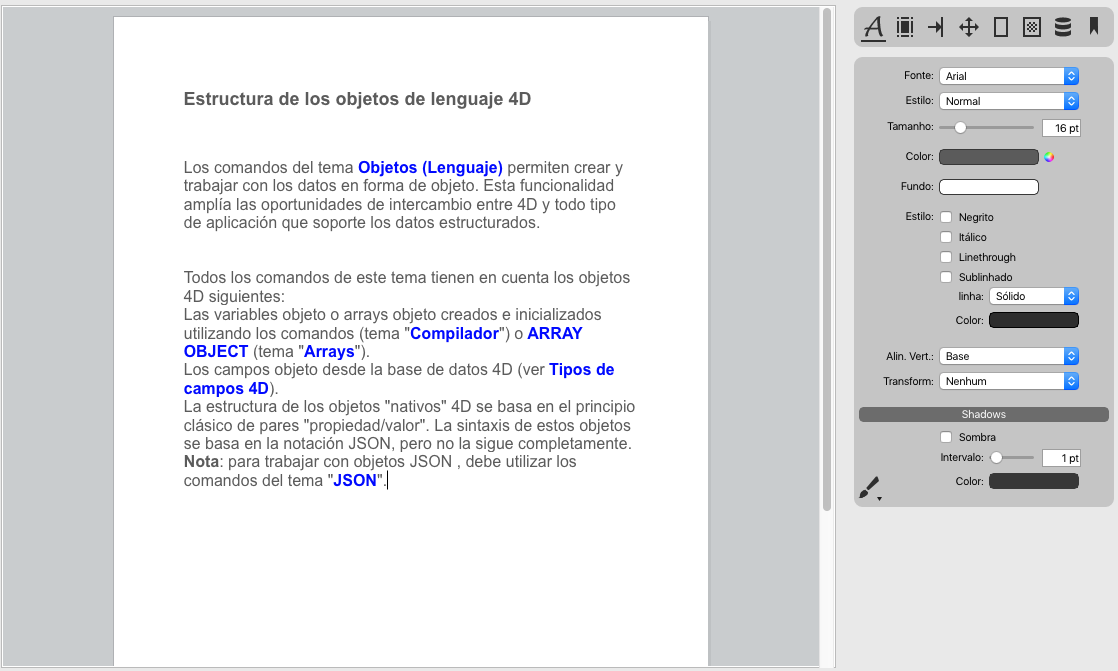 Estructura de los objetos de lenguaje 4D
Los comandos del tema Objetos (Lenguaje) permiten crear y
trabajar con los datos en forma de objeto. Esta funcionalidad
amplía las oportunidades de intercambio entre 4D y todo tipo
de aplicación que soporte los datos estructurados.
Todos los comandos de este tema tienen en cuenta los objetos
4D siguientes:
Las variables objeto o arrays objeto creados e inicializados
utilizando los comandos (tema "Compilador") o ARRAY
OBJECT (tema "Arrays").
Los campos objeto desde la base de datos 4D (ver Tipos de
campos 4D).
La estructura de los objetos "nativos" 4D se basa en el principio
clásico de pares "propiedad/valor". La sintaxis de estos objetos
se basa en la notación JSON, pero no la sigue completamente.
Nota: para trabajar con objetos JSON , debe utilizar los
comandos del tema "JSON".
A
Fonte: Arial
Estilo: Normal
Tamanho: 16 pt
Color:
Fundo:
Estilo: Negrito
Itálico
Linethrough
Sublinhado
linha: Sólido
Color:
Alin. Vert.: Base
Transform: Nenhum
Shadows
Sombra
Intervalo: 1 pt
Color: